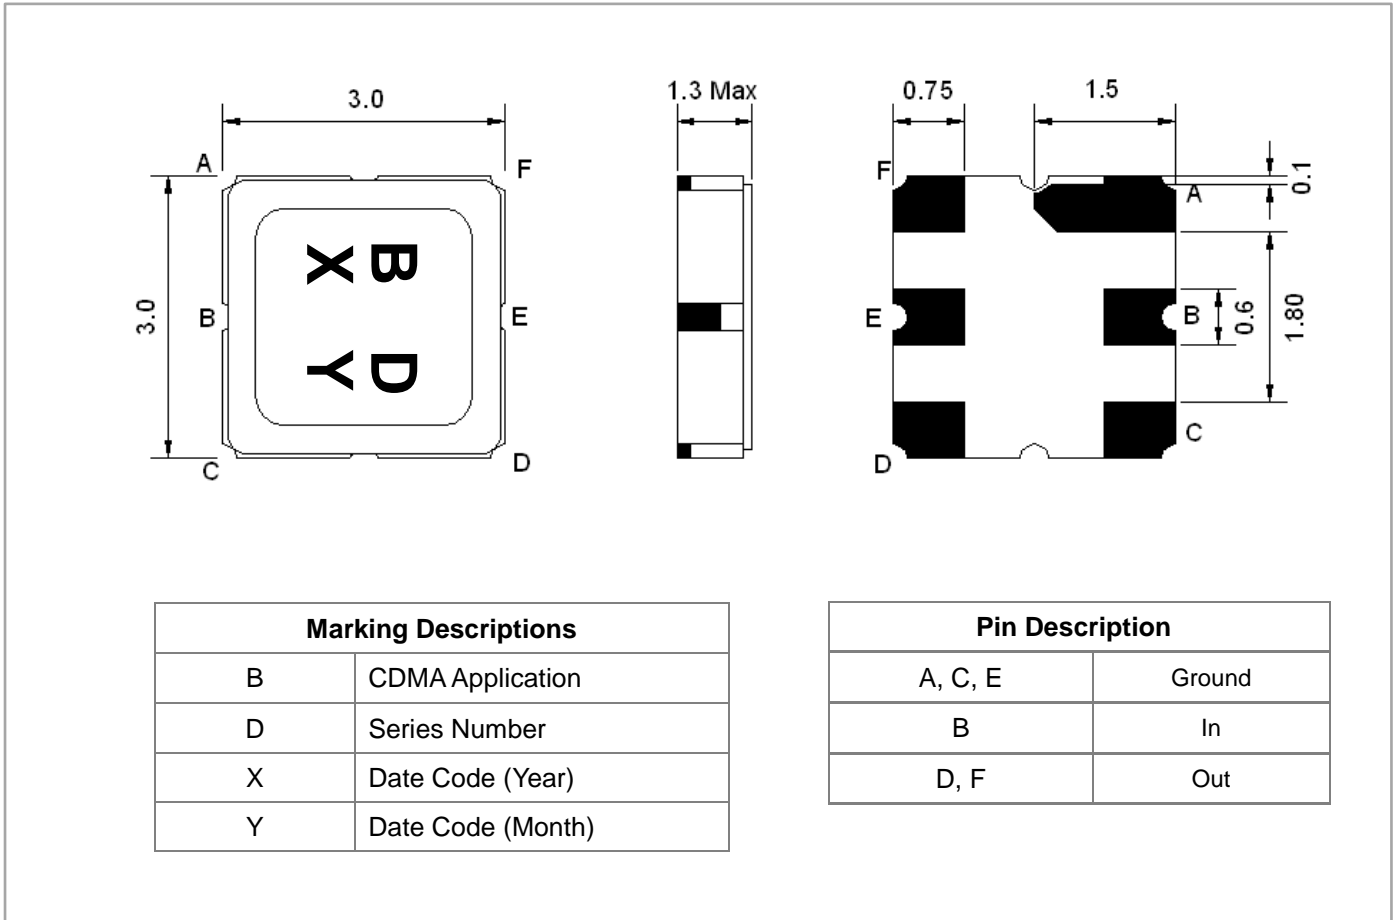 3.0
1.3 Max
0.75
1.5
A
F
F
A
0.1
B X
3.0
B
E
E
B
0.6
1.80
D Y
C
D
D
C
Marking Descriptions
B CDMA Application
D Series Number
X Date Code (Year)
Y Date Code (Month)
Pin Description
A, C, E Ground
B In
D, F Out